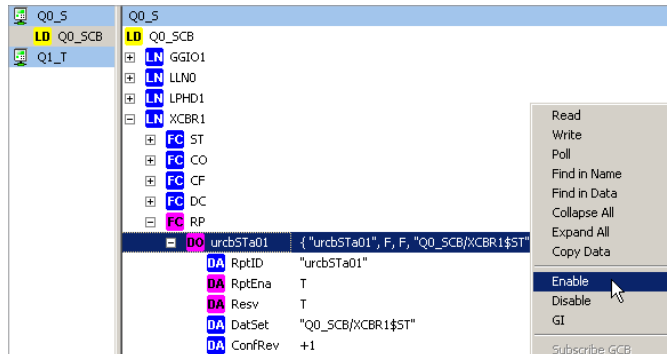 Q0_S
LD Q0_SCB
Q1_T
Q0_S
LD Q0_SCB
LN GGIO1
LN LLN0
LN LPHD1
LN XCBR1
FC ST
FC CO
FC CF
FC DC
FC RP
DO urcbSTa01 { "urcbSTa01", F, F, "Q0_SCB/XCBR1$ST"
DA RptID "urcbSTa01"
DA RptEna T
DA Resv T
DA DatSet "Q0_SCB/XCBR1$ST"
DA ConfRev +1
Read
Write
Poll
Find in Name
Find in Data
Collapse All
Expand All
Copy Data
Enable
Disable
GI
Subscribe GCB